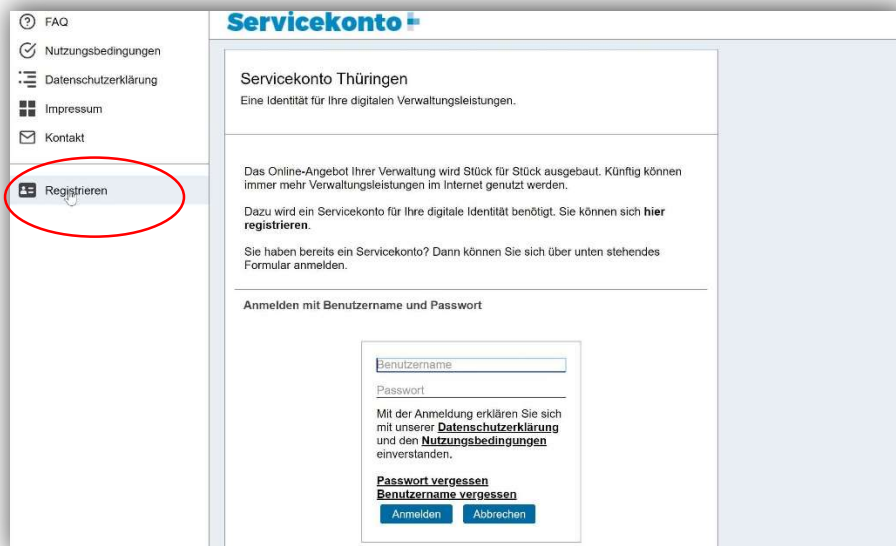 FAQ
Nutzungsbedingungen
Datenschutzerklärung
Impressum
Kontakt
Registrieren
Servicekonto
Servicekonto Thüringen
Eine Identität für Ihre digitalen Verwaltungsleistungen.
Das Online-Angebot Ihrer Verwaltung wird Stück für Stück ausgebaut. Künftig können
immer mehr Verwaltungsleistungen im Internet genutzt werden.
Dazu wird ein Servicekonto für Ihre digitale Identität benötigt. Sie können sich hier
registrieren.
Sie haben bereits ein Servicekonto? Dann können Sie sich über unten stehendes
Formular anmelden.
Anmelden mit Benutzername und Passwort
Benutzername
Passwort
Mit der Anmeldung erklären Sie sich
mit unserer Datenschutzerklärung
und den Nutzungsbedingungen
einverstanden.
Passwort vergessen
Benutzername vergessen
Anmelden Abbrechen